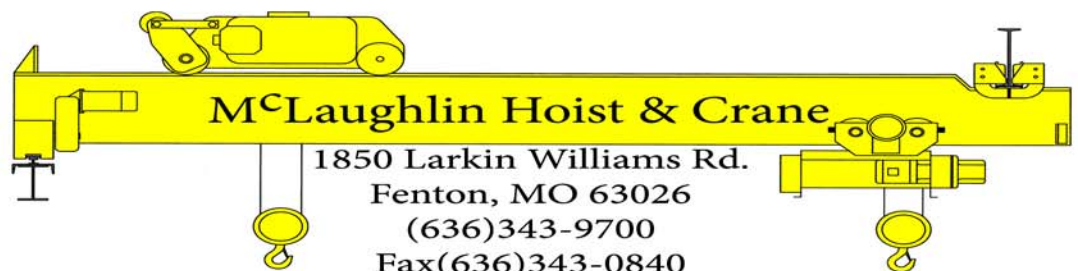 McLaughlin Hoist & Crane
1850 Larkin Williams Rd.
Fenton, MO 63026
(636)343-9700
Fax(636)343-0840